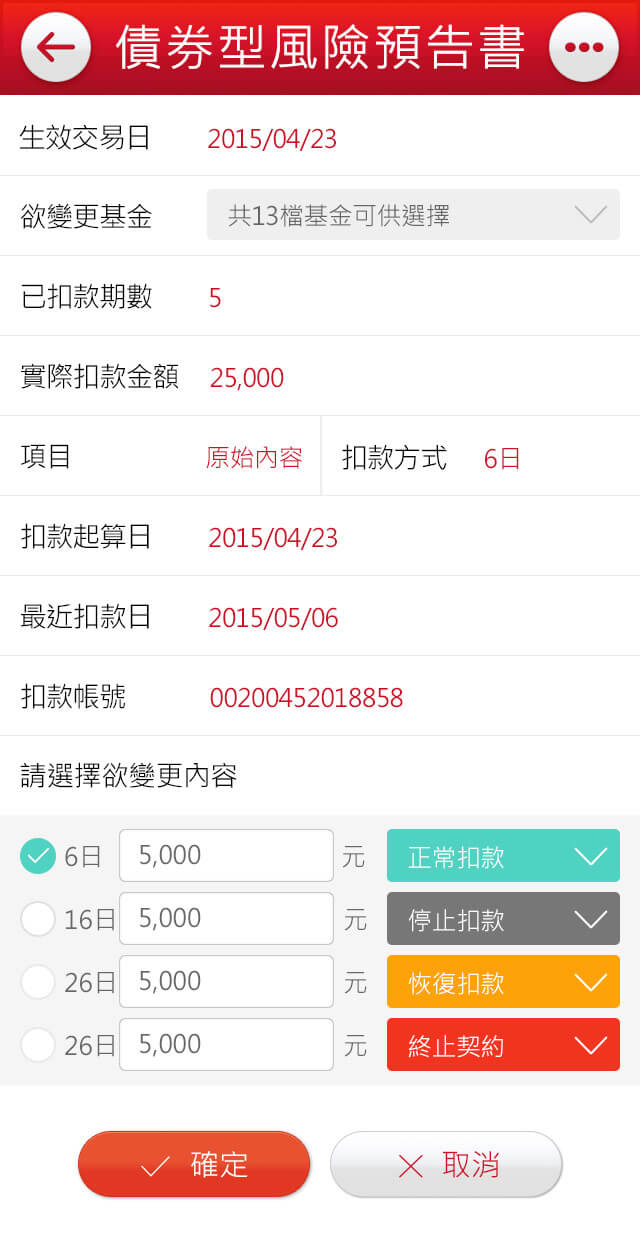 債券型風險預告書
生效交易日 2015/04/23
欲變更基金 共13檔基金可供選擇
已扣款期數 5
實際扣款金額 25,000
項目 原始內容 扣款方式 6日
扣款起算日 2015/04/23
最近扣款日 2015/05/06
扣款帳號 00200452018858
請選擇欲變更內容
6日 5,000 元 正常扣款
16日 5,000 元 停止扣款
26日 5,000 元 恢復扣款
26日 5,000 元 終止契約
確定 取消